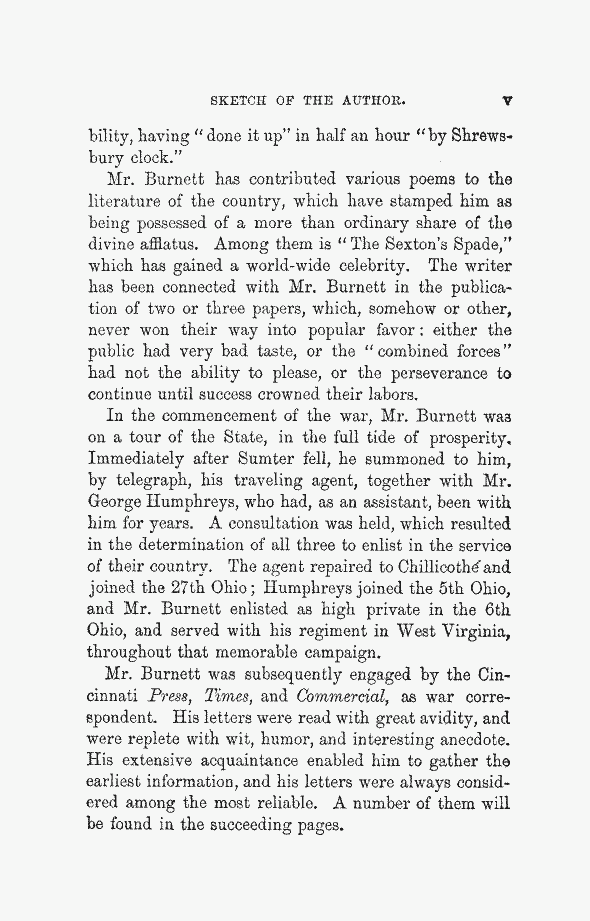 SKETCH OF THE AUTHOR. V
bility, having "done it up" in half an hour "by Shrews-
bury clock."
Mr. Burnett has contributed various poems to the
literature of the country, which have stamped him as
being possessed of a more than ordinary share of the
divine afflatus. Among them is "The Sexton's Spade,"
which has gained a world-wide celebrity. The writer
has been connected with Mr. Burnett in the publica-
tion of two or three papers, which, somehow or other,
never won their way into popular favor: either the
public had very bad taste, or the "combined forces"
had not the ability to please, or the perseverance to
continue until success crowned their labors.
In the commencement of the war, Mr. Burnett was
on a tour of the State, in the full tide of prosperity.
Immediately after Sumter fell, he summoned to him,
by telegraph, his traveling agent, together with Mr.
George Humphreys, who had, as an assistant, been with
him for years. A consultation was held, which resulted
in the determination of all three to enlist in the service
of their country. The agent repaired to Chillicothé and
joined the 27th Ohio; Humphreys joined the 5th Ohio,
and Mr. Burnett enlisted as high private in the 6th
Ohio, and served with his regiment in West Virginia,
throughout that memorable campaign.
Mr. Burnett was subsequently engaged by the Cin-
cinnati Press, Times, and Commercial, as war corre-
spondent. His letters were read with great avidity, and
were replete with wit, humor, and interesting anecdote.
His extensive acquaintance enabled him to gather the
earliest information, and his letters were always consid-
ered among the most reliable. A number of them will
be found in the succeeding pages.